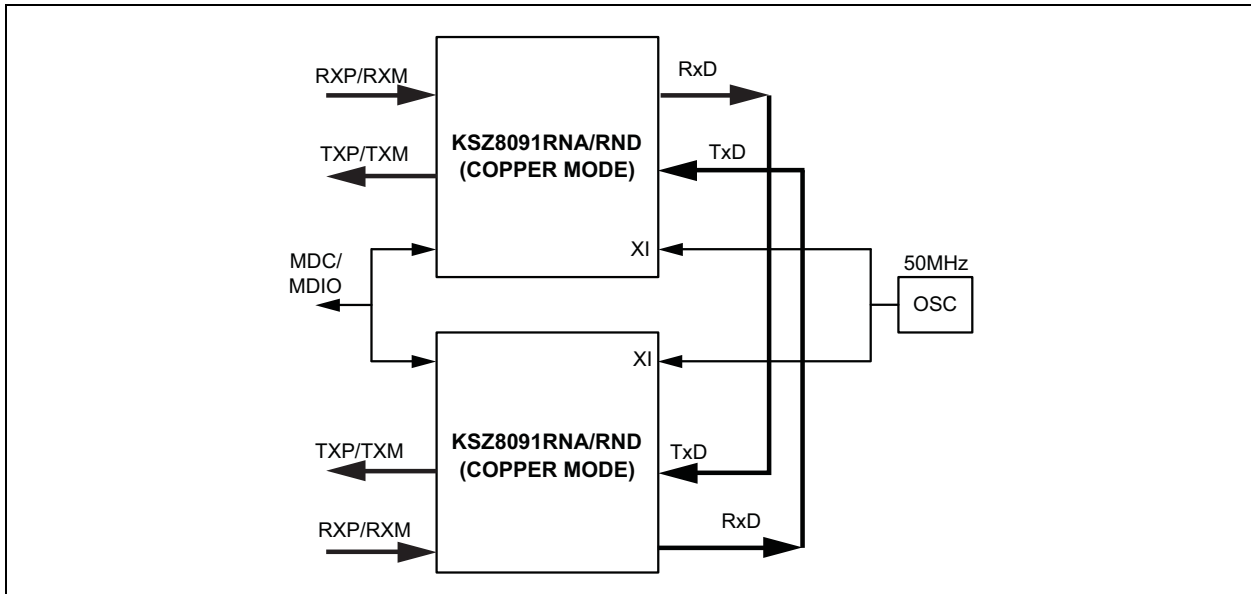 RXP/RXM
RxD
KSZ8091RNA/RND
(COPPER MODE)
TXP/TXM
TxD
XI
MDC/
MDIO
50MHz
OSC
XI
KSZ8091RNA/RND
(COPPER MODE)
TXP/TXM
TxD
RXP/RXM
RxD